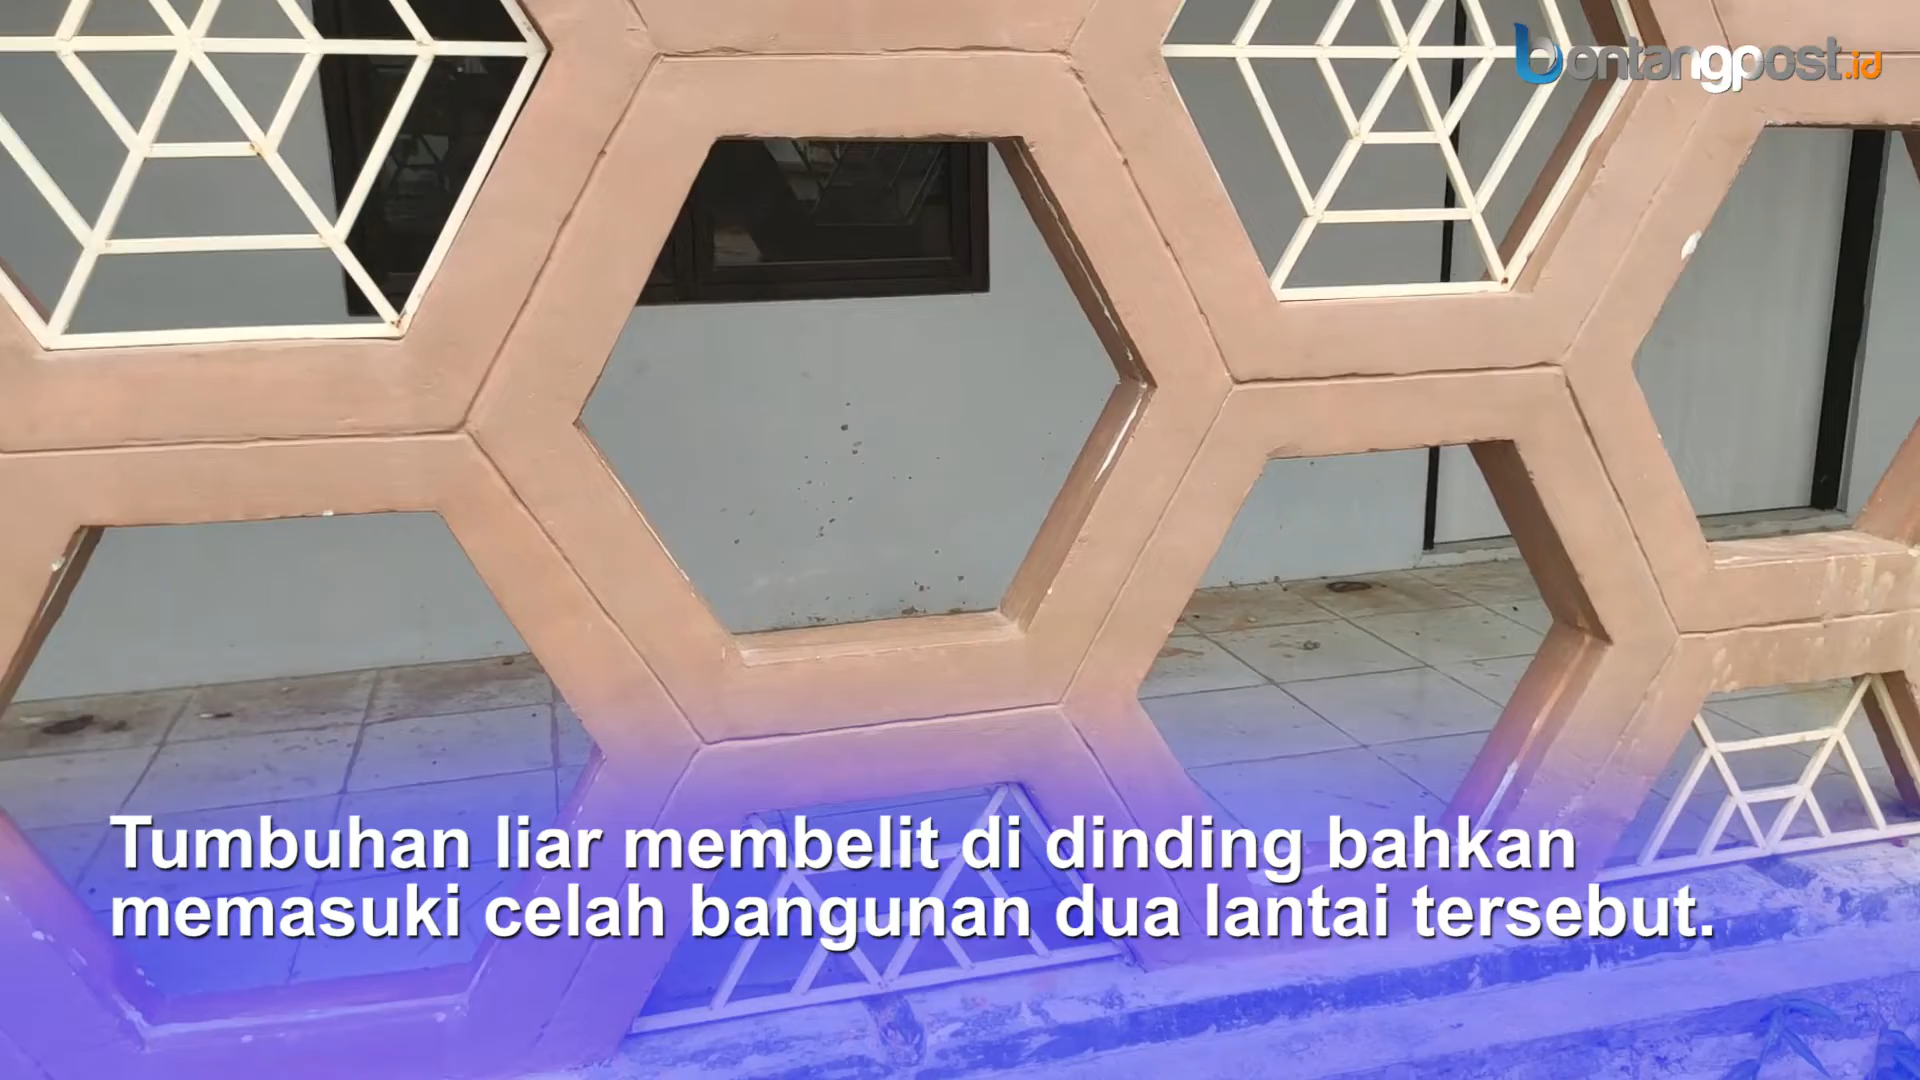 bontangpost.id
Tumbuhan liar membelit di dinding bahkan
memasuki celah bangunan dua lantai tersebut.